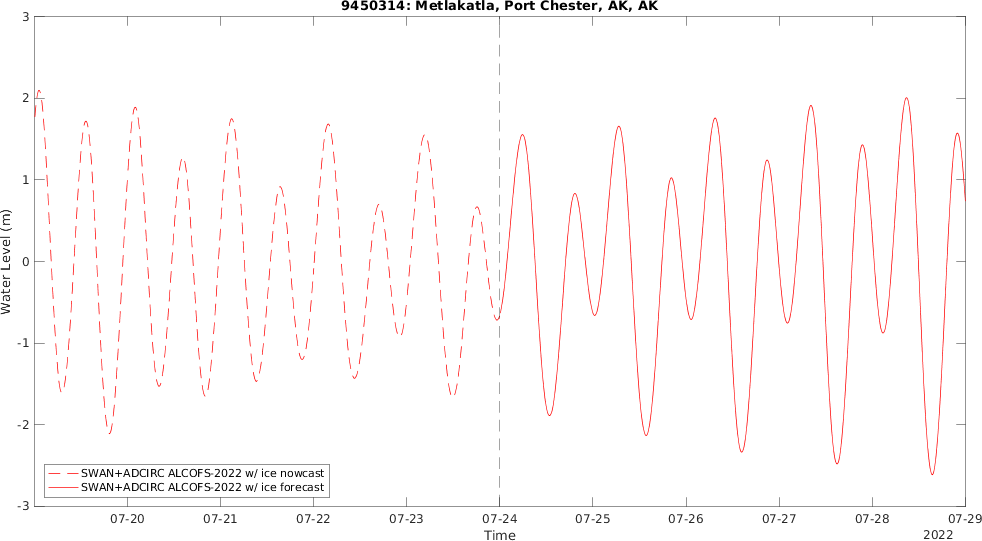 9450314: Metlakatla, Port Chester, AK, AK
3
2
1
0
-1
-2
-3
Water Level (m)
SWAN+ADCIRC ALCOFS-2022 w/ ice nowcast
SWAN+ADCIRC ALCOFS-2022 w/ ice forecast
07-20 07-21 07-22 07-23 07-24 07-25 07-26 07-27 07-28 07-29
Time
2022